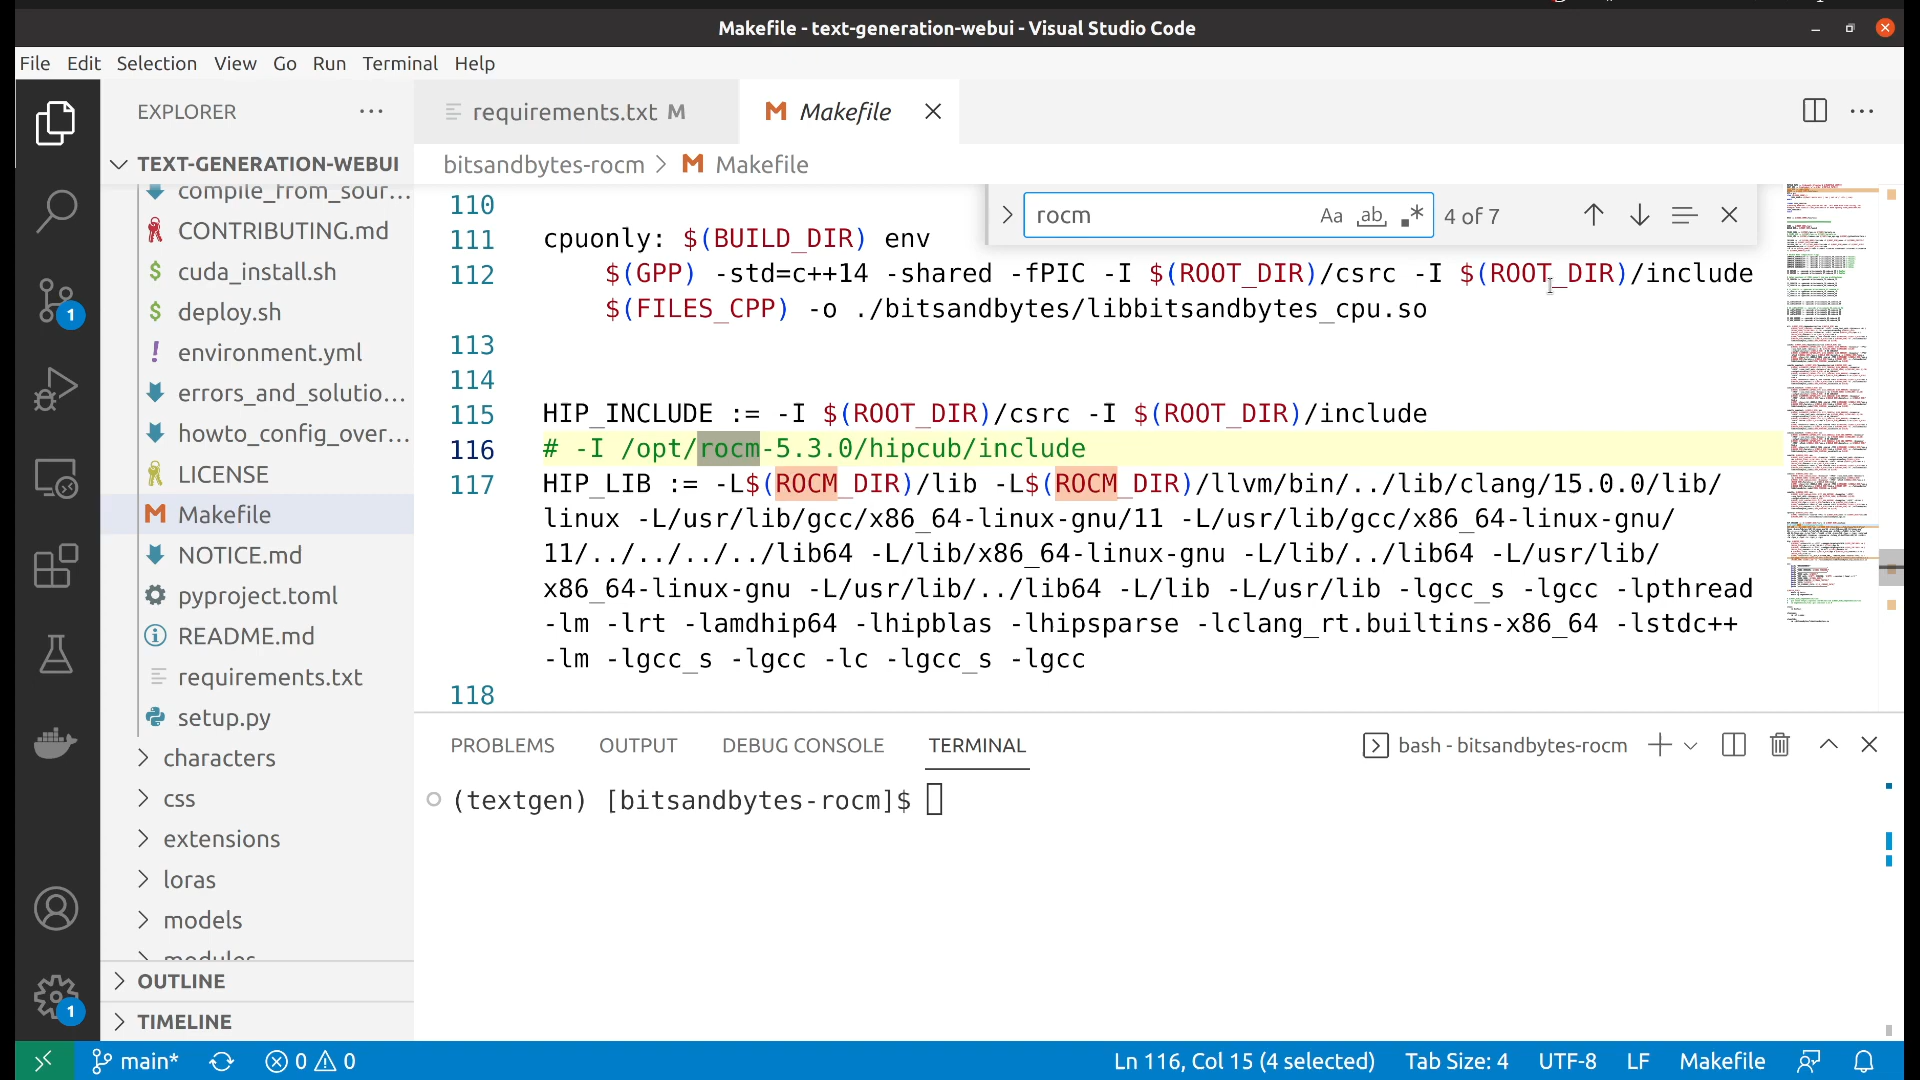 Makefile - text-generation-webui - Visual Studio Code
File Edit Selection View Go Run Terminal Help
EXPLORER
requirements.txt M
Makefile
TEXT-GENERATION-WEBUI
bitsandbytes-rocm > Makefile
compile_from_sour...
CONTRIBUTING.md
cuda_install.sh
deploy.sh
environment.yml
errors_and_solutio...
howto_config_over...
LICENSE
Makefile
NOTICE.md
pyproject.toml
README.md
requirements.txt
setup.py
characters
css
extensions
loras
models
modules
OUTLINE
TIMELINE
rocm Aa ab .* 4 of 7
110
111 cpuonly: $(BUILD_DIR) env
112 $(GPP) -std=c++14 -shared -fPIC -I $(ROOT_DIR)/csrc -I $(ROOT_DIR)/include
$(FILES_CPP) -o ./bitsandbytes/libbitsandbytes_cpu.so
113
114
115 HIP_INCLUDE := -I $(ROOT_DIR)/csrc -I $(ROOT_DIR)/include
116 # -I /opt/rocm-5.3.0/hipcub/include
117 HIP_LIB := -L$(ROCM_DIR)/lib -L$(ROCM_DIR)/llvm/bin/../lib/clang/15.0.0/lib/
linux -L/usr/lib/gcc/x86_64-linux-gnu/11 -L/usr/lib/gcc/x86_64-linux-gnu/
11/../../../../lib64 -L/lib/x86_64-linux-gnu -L/lib/../lib64 -L/usr/lib/
x86_64-linux-gnu -L/usr/lib/../lib64 -L/lib -L/usr/lib -lgcc_s -lgcc -lpthread
-lm -lrt -lamdhip64 -lhipblas -lhipsparse -lclang_rt.builtins-x86_64 -lstdc++
-lm -lgcc_s -lgcc -lc -lgcc_s -lgcc
118
PROBLEMS OUTPUT DEBUG CONSOLE TERMINAL
bash - bitsandbytes-rocm
(textgen) [bitsandbytes-rocm]$
1
1
main* 0 0
Ln 116, Col 15 (4 selected) Tab Size: 4 UTF-8 LF Makefile